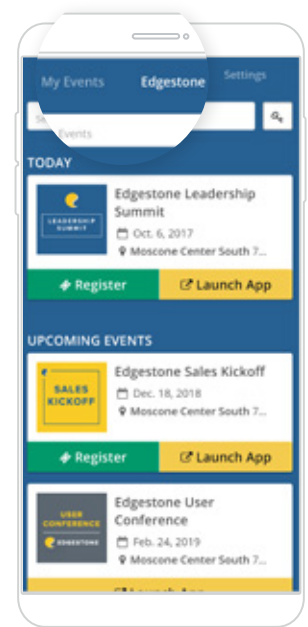 My Events Edgestone Settings
Events
TODAY
LEADERSHIP
SUMMIT
Edgestone Leadership
Summit
Oct. 6, 2017
Moscone Center South 7...
Register Launch App
UPCOMING EVENTS
SALES
KICKOFF
Edgestone Sales Kickoff
Dec. 18, 2018
Moscone Center South 7...
Register Launch App
USER
CONFERENCE
EDGESTONE
Edgestone User
Conference
Feb. 24, 2019
Moscone Center South 7...
Launch App